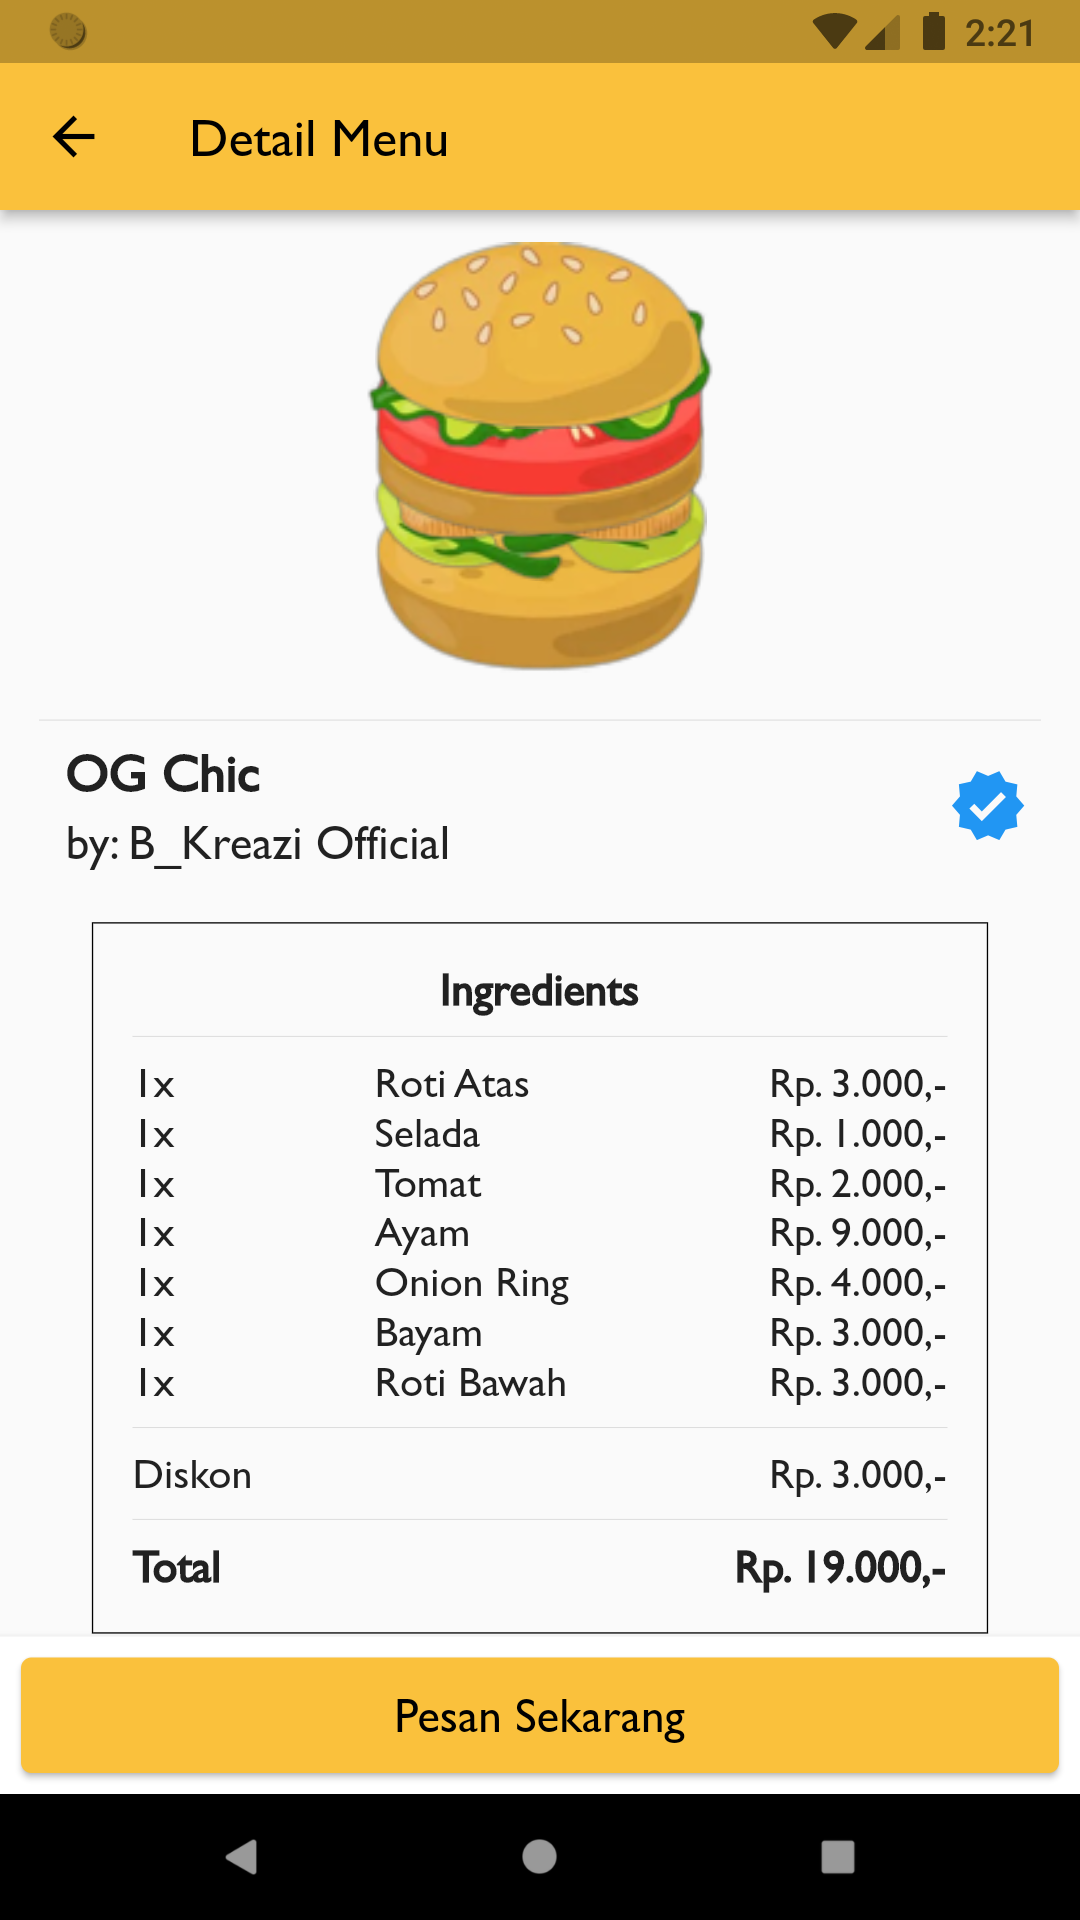 2:21
Detail Menu
OG Chic
by: B_Kreazi Official
Ingredients
1x Roti Atas Rp. 3.000,-
1x Selada Rp. 1.000,-
1x Tomat Rp. 2.000,-
1x Ayam Rp. 9.000,-
1x Onion Ring Rp. 4.000,-
1x Bayam Rp. 3.000,-
1x Roti Bawah Rp. 3.000,-
Diskon Rp. 3.000,-
Total Rp. 19.000,-
Pesan Sekarang